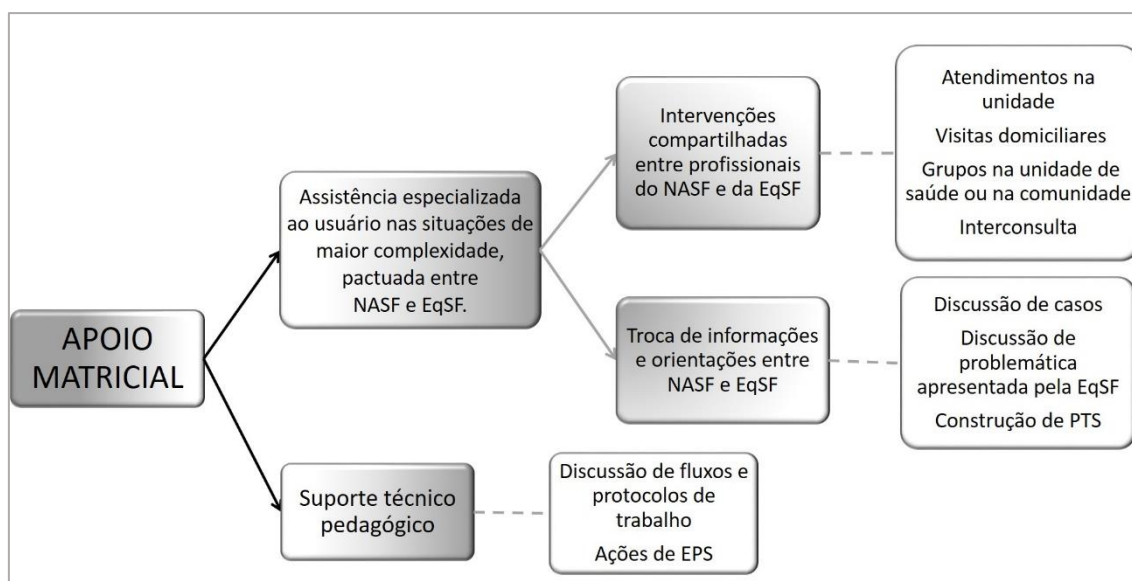 APOIO
MATRICIAL
Assistência especializada
ao usuário nas situações de
maior complexidade,
pactuada entre
NASF e EqSF.
Intervenções
compartilhadas
entre profissionais
do NASF e da EqSF
Atendimentos na
unidade
Visitas domiciliares
Grupos na unidade de
saúde ou na comunidade
Interconsulta
Troca de informações
e orientações entre
NASF e EqSF
Discussão de casos
Discussão de
problemática
apresentada pela EqSF
Construção de PTS
Suporte técnico
pedagógico
Discussão de fluxos e
protocolos de
trabalho
Ações de EPS